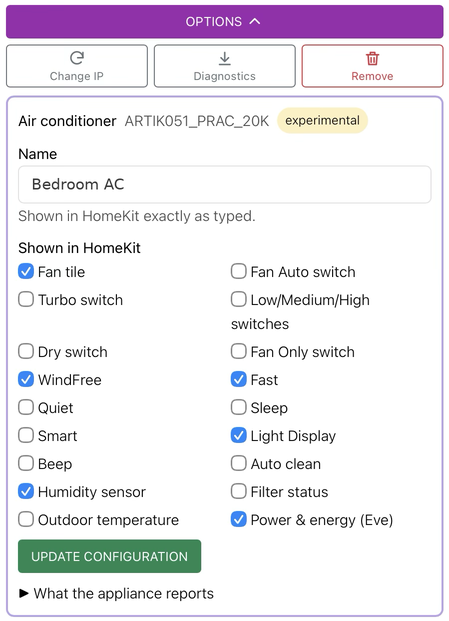 OPTIONS
Change IP
Diagnostics
Remove
Air conditioner ARTIK051_PRAC_20K experimental
Name
Bedroom AC
Shown in HomeKit exactly as typed.
Shown in HomeKit
Fan tile
Fan Auto switch
Turbo switch
Low/Medium/High
switches
Dry switch
Fan Only switch
WindFree
Fast
Quiet
Sleep
Smart
Light Display
Beep
Auto clean
Humidity sensor
Filter status
Outdoor temperature
Power & energy (Eve)
UPDATE CONFIGURATION
What the appliance reports